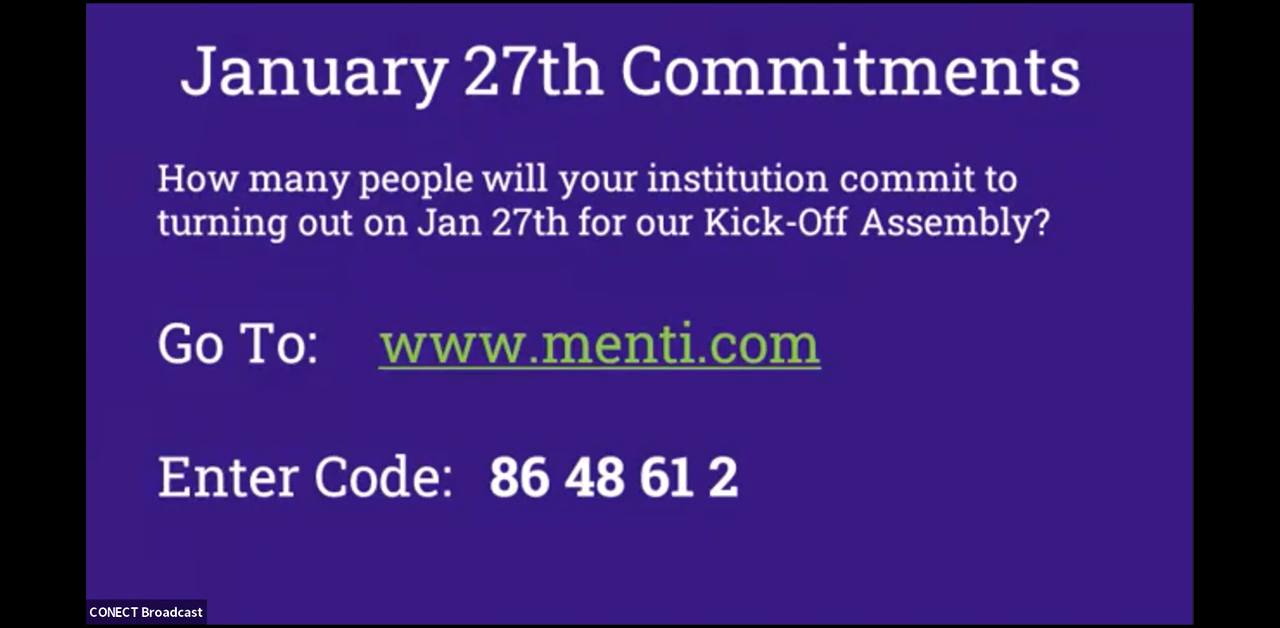 January 27th Commitments
How many people will your institution commit to
turning out on Jan 27th for our Kick-Off Assembly?
Go To: www.menti.com
Enter Code: 86 48 61 2
CONECT Broadcast